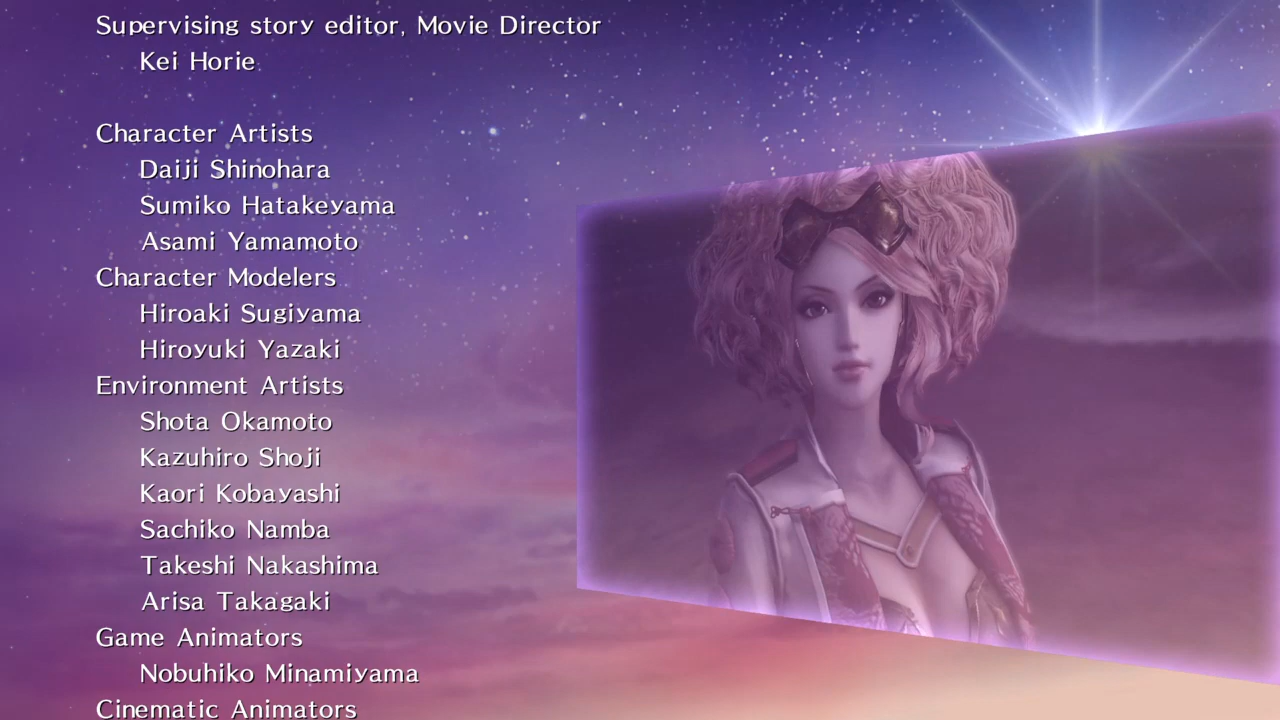 Supervising story editor, Movie Director
Kei Horie
Character Artists
Daiji Shinohara
Sumiko Hatakeyama
Asami Yamamoto
Character Modelers
Hiroaki Sugiyama
Hiroyuki Yazaki
Environment Artists
Shota Okamoto
Kazuhiro Shoji
Kaori Kobayashi
Sachiko Namba
Takeshi Nakashima
Arisa Takagaki
Game Animators
Nobuhiko Minamiyama
Cinematic Animators